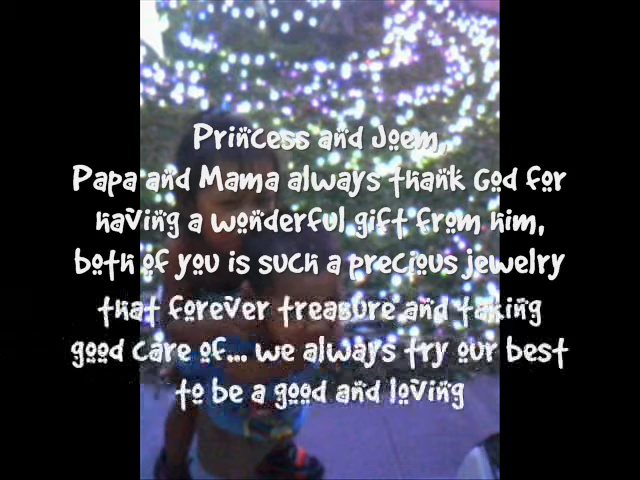 Princess and Joem,
Papa and Mama always thank God for
having a wonderful gift from him,
both of you is such a precious jewelry
that forever treasure and taking
good care of... we always try our best
to be a good and loving